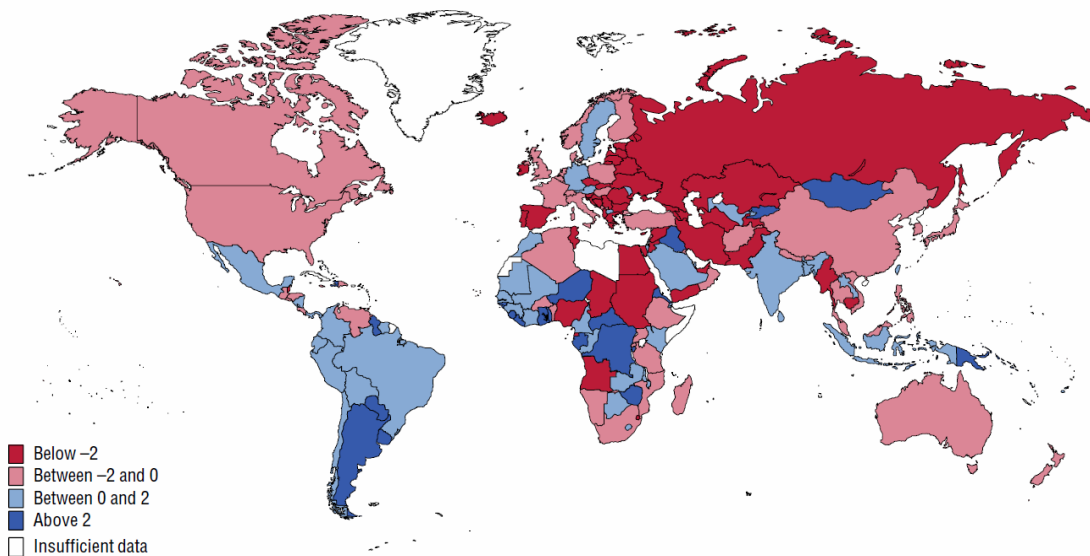 Below –2
Between –2 and 0
Between 0 and 2
Above 2
Insufficient data